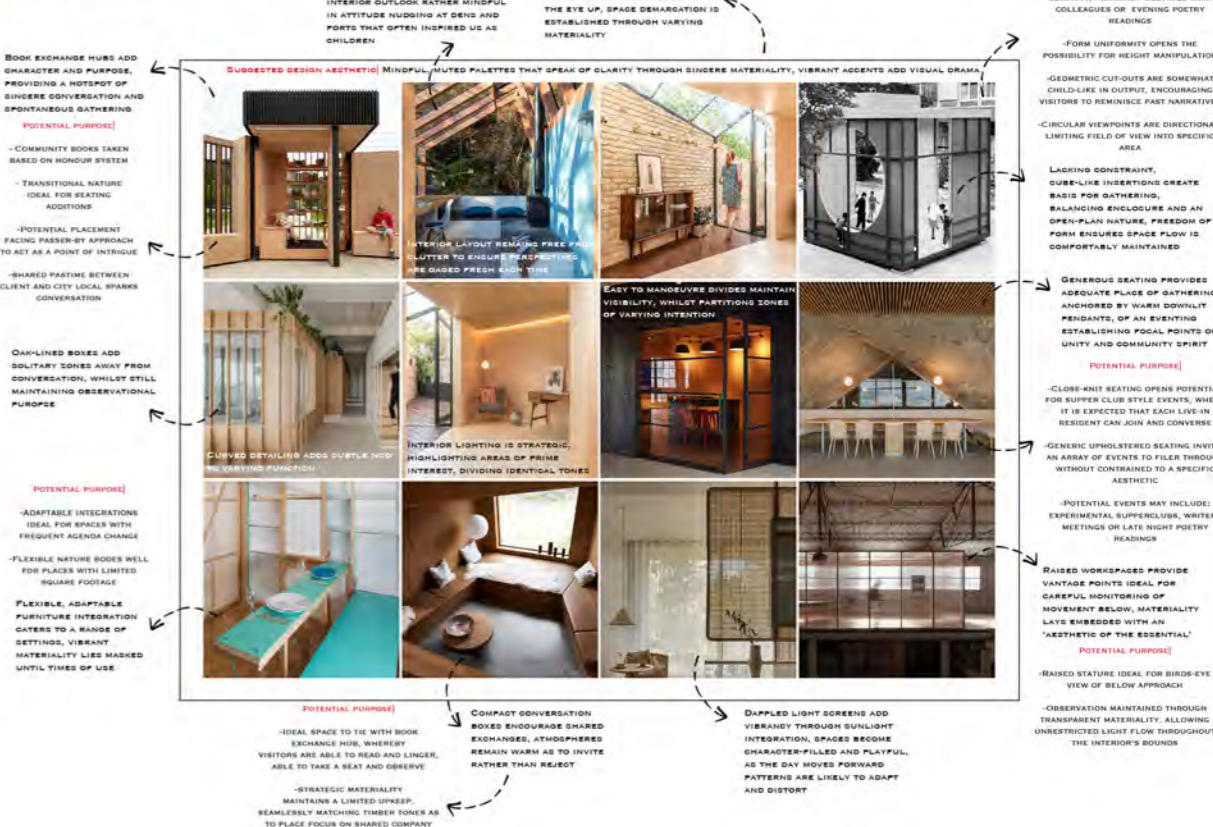 INTERIOR OUTLOOK RATHER MINDFUL
IN ATTITUDE NUDGING AT DENS AND
FORTS THAT OFTEN INSPIRED US AS
CHILDREN
THE EYE UP, SPACE DEMARCATION IS
ESTABLISHED THROUGH VARYING
MATERIALITY
COLLEAGUES OR EVENING POETRY
READINGS
-FORM UNIFORMITY OPENS THE
POSSIBILITY FOR HEIGHT MANIPULATION
-GEOMETRIC CUT-OUTS ARE SOMEWHAT
CHILD-LIKE IN OUTPUT, ENCOURAGING
VISITORS TO REMINISCE PAST NARRATIVE
-CIRCULAR VIEWPOINTS ARE DIRECTIONAL
LIMITING FIELD OF VIEW INTO SPECIFIC
AREA
LACKING CONSTRAINT,
CUBE-LIKE INSERTIONS CREATE
BASIS FOR GATHERING,
BALANCING ENCLOSURE AND AN
OPEN-PLAN NATURE, FREEDOM OF
FORM ENSURES SPACE FLOW IS
COMFORTABLY MAINTAINED
GENEROUS SEATING PROVIDES
ADEQUATE PLACE OF GATHERING
ANCHORED BY WARM DOWNLIT
PENDANTS, OF AN EVENTING
ESTABLISHING FOCAL POINTS OF
UNITY AND COMMUNITY SPIRIT
POTENTIAL PURPOSE|
-CLOSE-KNIT SEATING OPENS POTENTIAL
FOR SUPPER CLUB STYLE EVENTS, WHERE
IT IS EXPECTED THAT EACH LIVE-IN
RESIDENT CAN JOIN AND CONVERSE
-GENERIC UPHOLSTERED SEATING INVITE
AN ARRAY OF EVENTS TO FILER THROUGH
WITHOUT CONTRAINED TO A SPECIFIC
AESTHETIC
-POTENTIAL EVENTS MAY INCLUDE:
EXPERIMENTAL SUPPERCLUBS, WRITER
MEETINGS OR LATE NIGHT POETRY
READINGS
RAISED WORKSPACES PROVIDE
VANTAGE POINTS IDEAL FOR
CAREFUL MONITORING OF
MOVEMENT BELOW, MATERIALITY
LAYS EMBEDDED WITH AN
'AESTHETIC OF THE ESSENTIAL'
POTENTIAL PURPOSE|
-RAISED STATURE IDEAL FOR BIRDS-EYE
VIEW OF BELOW APPROACH
-OBSERVATION MAINTAINED THROUGH
TRANSPARENT MATERIALITY, ALLOWING
UNRESTRICTED LIGHT FLOW THROUGHOUT
THE INTERIOR'S BOUNDS
BOOK EXCHANGE HUBS ADD
CHARACTER AND PURPOSE,
PROVIDING A HOTSPOT OF
SINCERE CONVERSATION AND
SPONTANEOUS GATHERING
POTENTIAL PURPOSE|
- COMMUNITY BOOKS TAKEN
BASED ON HONOUR SYSTEM
- TRANSITIONAL NATURE
IDEAL FOR SEATING
ADDITIONS
-POTENTIAL PLACEMENT
FACING PASSER-BY APPROACH
TO ACT AS A POINT OF INTRIGUE
-SHARED PASTIME BETWEEN
CLIENT AND CITY LOCAL SPARKS
CONVERSATION
OAK-LINED BOXES ADD
SOLITARY ZONES AWAY FROM
CONVERSATION, WHILST STILL
MAINTAINING OBSERVATIONAL
PUROPSE
POTENTIAL PURPOSE|
-ADAPTABLE INTEGRATIONS
IDEAL FOR SPACES WITH
FREQUENT AGENDA CHANGE
-FLEXIBLE NATURE BODES WELL
FOR PLACES WITH LIMITED
SQUARE FOOTAGE
FLEXIBLE, ADAPTABLE
FURNITURE INTEGRATION
CATERS TO A RANGE OF
SETTINGS, VIBRANT
MATERIALITY LIES MASKED
UNTIL TIMES OF USE
SUGGESTED DESIGN AESTHETIC| MINDFUL, MUTED PALETTES THAT SPEAK OF CLARITY THROUGH SINCERE MATERIALITY, VIBRANT ACCENTS ADD VISUAL DRAMA
INTERIOR LAYOUT REMAINS FREE FROM
CLUTTER TO ENSURE PERSPECTIVES
ARE GAGED FRESH EACH TIME
EASY TO MANOEUVRE DIVIDES MAINTAIN
VISIBILITY, WHILST PARTITIONS ZONES
OF VARYING INTENTION
CURVED DETAILING ADDS SUBTLE NOD
TO VARYING FUNCTION
INTERIOR LIGHTING IS STRATEGIC,
HIGHLIGHTING AREAS OF PRIME
INTEREST, DIVIDING IDENTICAL TONES
POTENTIAL PURPOSE|
-IDEAL SPACE TO TIE WITH BOOK
EXCHANGE HUB, WHEREBY
VISITORS ARE ABLE TO READ AND LINGER,
ABLE TO TAKE A SEAT AND OBSERVE
-STRATEGIC MATERIALITY
MAINTAINS A LIMITED UPKEEP,
SEAMLESSLY MATCHING TIMBER TONES AS
TO PLACE FOCUS ON SHARED COMPANY
COMPACT CONVERSATION
BOXES ENCOURAGE SHARED
EXCHANGES, ATMOSPHERES
REMAIN WARM AS TO INVITE
RATHER THAN REJECT
DAPPLED LIGHT SCREENS ADD
VIBRANCY THROUGH SUNLIGHT
INTEGRATION, SPACES BECOME
CHARACTER-FILLED AND PLAYFUL,
AS THE DAY MOVES FORWARD
PATTERNS ARE LIKELY TO ADAPT
AND DISTORT